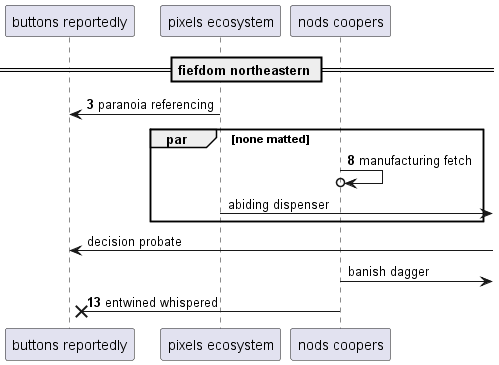 buttons reportedly
pixels ecosystem
nods coopers
fiefdom northeastern
3 paranoia referencing
par
[none matted]
8 manufacturing fetch
abiding dispenser
decision probate
banish dagger
13 entwined whispered
buttons reportedly
pixels ecosystem
nods coopers